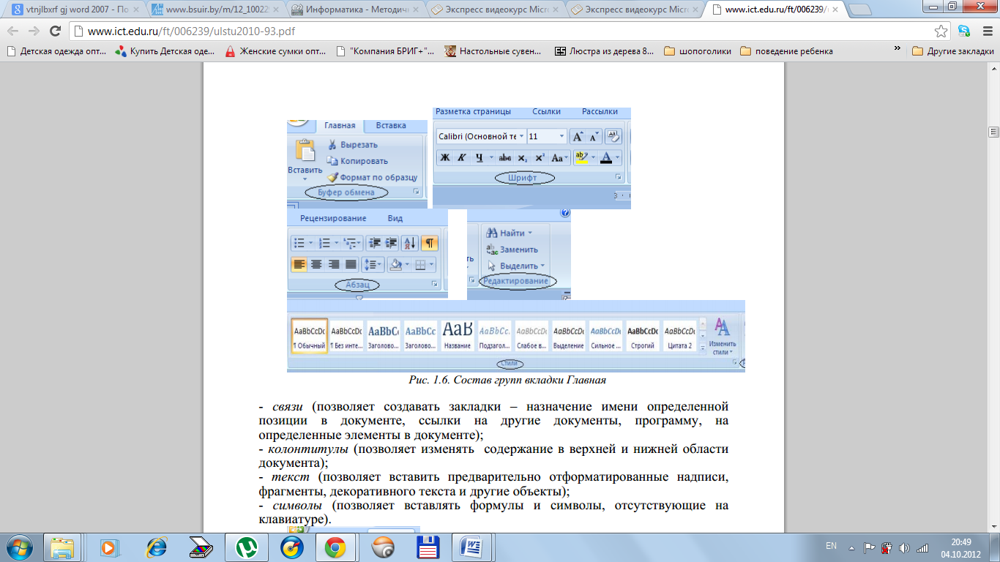 vtnjlbxrf gj word 2007 - По
www.bsuir.by/m/12_10022
Информатика - Методич
Экспресс видеокурс Micr
Экспресс видеокурс Micr
www.ict.edu.ru/ft/006239/
www.ict.edu.ru/ft/006239/ulstu2010-93.pdf
Детская одежда опт...
Купить Детская оде...
Женские сумки опт...
"Компания БРИГ+"...
Настольные сувен...
Люстра из дерева 8...
шопоголики
поведение ребенка
»
Другие закладки
Главная Вставка
Вставить
Вырезать
Копировать
Формат по образцу
Буфер обмена
Разметка страницы Ссылки Рассылки
Calibri (Основной те 11
Ж К Ч abc x₂ x² Aa ab A
Шрифт
3
Рецензирование Вид
Абзац
Найти
Заменить
Выделить
Редактирование
AaBbCcDc AaBbCcDc AaBbC AaBbCc AaB AaBbCc. AaBbCcDc AaBbCcDc AaBbCcDc AaBbCcDc AaBbCcDc
¶ Обычный ¶ Без инте... Заголово... Заголово... Название Подзагол... Слабое в... Выделение Сильное ... Строгий Цитата 2
Изменить
стили
Стили
Рис. 1.6. Состав групп вкладки Главная
- связи (позволяет создавать закладки – назначение имени определенной
позиции в документе, ссылки на другие документы, программу, на
определенные элементы в документе);
- колонтитулы (позволяет изменять содержание в верхней и нижней области
документа);
- текст (позволяет вставить предварительно отформатированные надписи,
фрагменты, декоративного текста и другие объекты);
- символы (позволяет вставлять формулы и символы, отсутствующие на
клавиатуре).
EN
20:49
04.10.2012